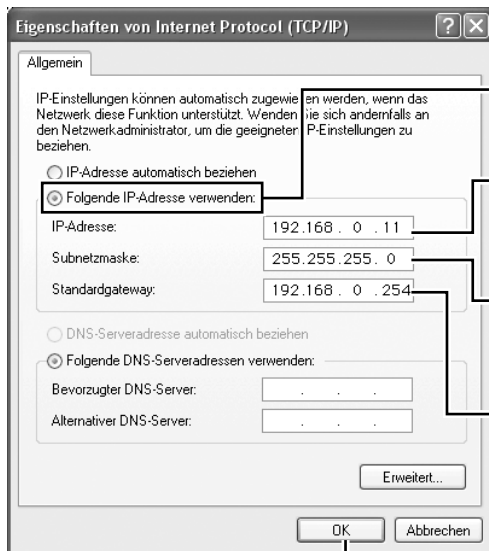 Eigenschaften von Internet Protocol (TCP/IP)
Allgemein
IP-Einstellungen können automatisch zugewiesen werden, wenn das
Netzwerk diese Funktion unterstützt. Wenden Sie sich andernfalls an
den Netzwerkadministrator, um die geeigneten IP-Einstellungen zu
beziehen.
IP-Adresse automatisch beziehen
Folgende IP-Adresse verwenden:
IP-Adresse: 192.168 . 0 .11
Subnetzmaske: 255.255.255. 0
Standardgateway: 192.168 . 0 .254
DNS-Serveradresse automatisch beziehen
Folgende DNS-Serveradressen verwenden:
Bevorzugter DNS-Server: . . .
Alternativer DNS-Server: . . .
Erweitert...
OK Abbrechen